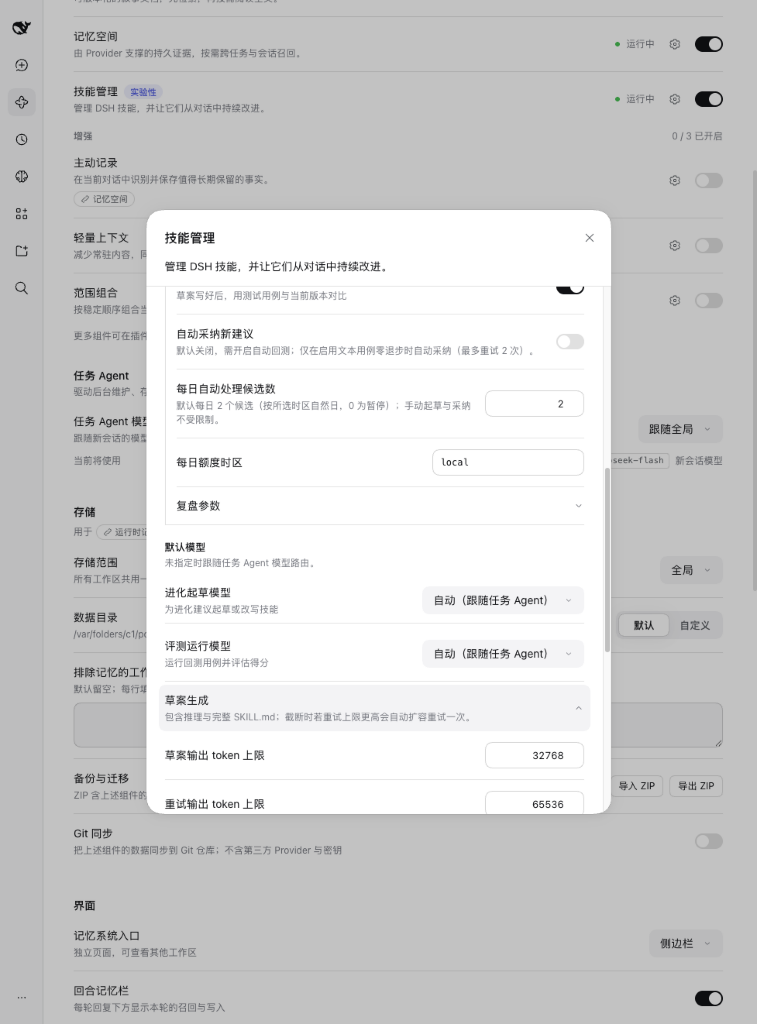 记忆空间
由 Provider 支撑的持久证据，按需跨任务与会话召回。
运行中
技能管理 实验性
管理 DSH 技能，并让它们从对话中持续改进。
运行中
增强
0 / 3 已开启
主动记录
在当前对话中识别并保存值得长期保留的事实。
记忆空间
轻量上下文
减少常驻内容，
范围组合
按稳定顺序组合
更多组件可在插件
任务 Agent
驱动后台维护，
任务 Agent 模型
跟随新会话的模型
跟随全局
当前将使用
seek-flash 新会话模型
存储
用于 运行时记
存储范围
所有工作区共用一
全局
数据目录
/var/folders/c1/pc
默认 自定义
排除记忆的工作
默认留空；每行填
备份与迁移
ZIP 含上述组件的
导入 ZIP 导出 ZIP
Git 同步
把上述组件的数据同步到 Git 仓库；不含第三方 Provider 与密钥
界面
记忆系统入口
独立页面，可查看其他工作区
侧边栏
回合记忆栏
每轮回复下方显示本轮的召回与写入
技能管理
管理 DSH 技能，并让它们从对话中持续改进。
草案写好后，用测试用例与当前版本对比
自动采纳新建议
默认关闭，需开启自动回测；仅在启用文本用例零退步时自动采纳（最多重试 2 次）。
每日自动处理候选数
默认每日 2 个候选（按所选时区自然日，0 为暂停）；手动起草与采纳
不受限制。
2
每日额度时区
local
复盘参数
默认模型
未指定时跟随任务 Agent 模型路由。
进化起草模型
为进化建议起草或改写技能
自动（跟随任务 Agent）
评测运行模型
运行回测用例并评估得分
自动（跟随任务 Agent）
草案生成
包含推理与完整 SKILL.md；截断时若重试上限更高会自动扩容重试一次。
草案输出 token 上限
32768
重试输出 token 上限
65536